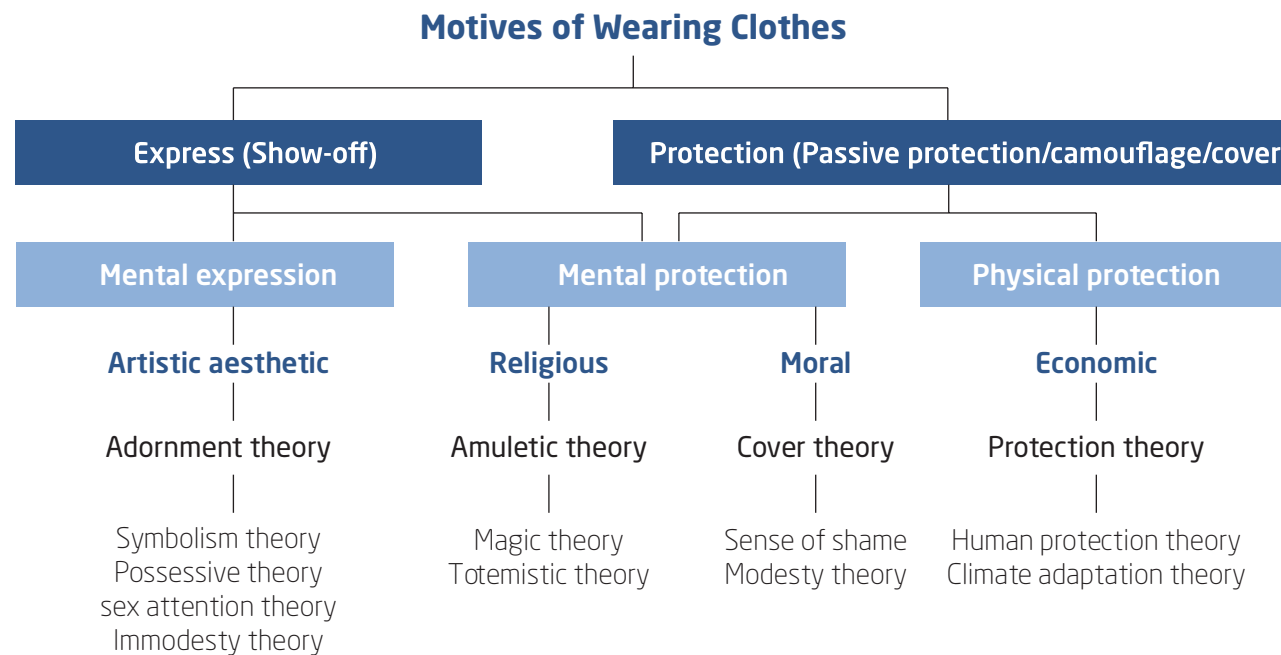 Motives of Wearing Clothes
Express (Show-off)
Protection (Passive protection/camouflage/cover
Mental expression
Mental protection
Physical protection
Artistic aesthetic
Religious
Moral
Economic
Adornment theory
Amuletic theory
Cover theory
Protection theory
Symbolism theory
Possessive theory
sex attention theory
Immodesty theory
Magic theory
Totemistic theory
Sense of shame
Modesty theory
Human protection theory
Climate adaptation theory